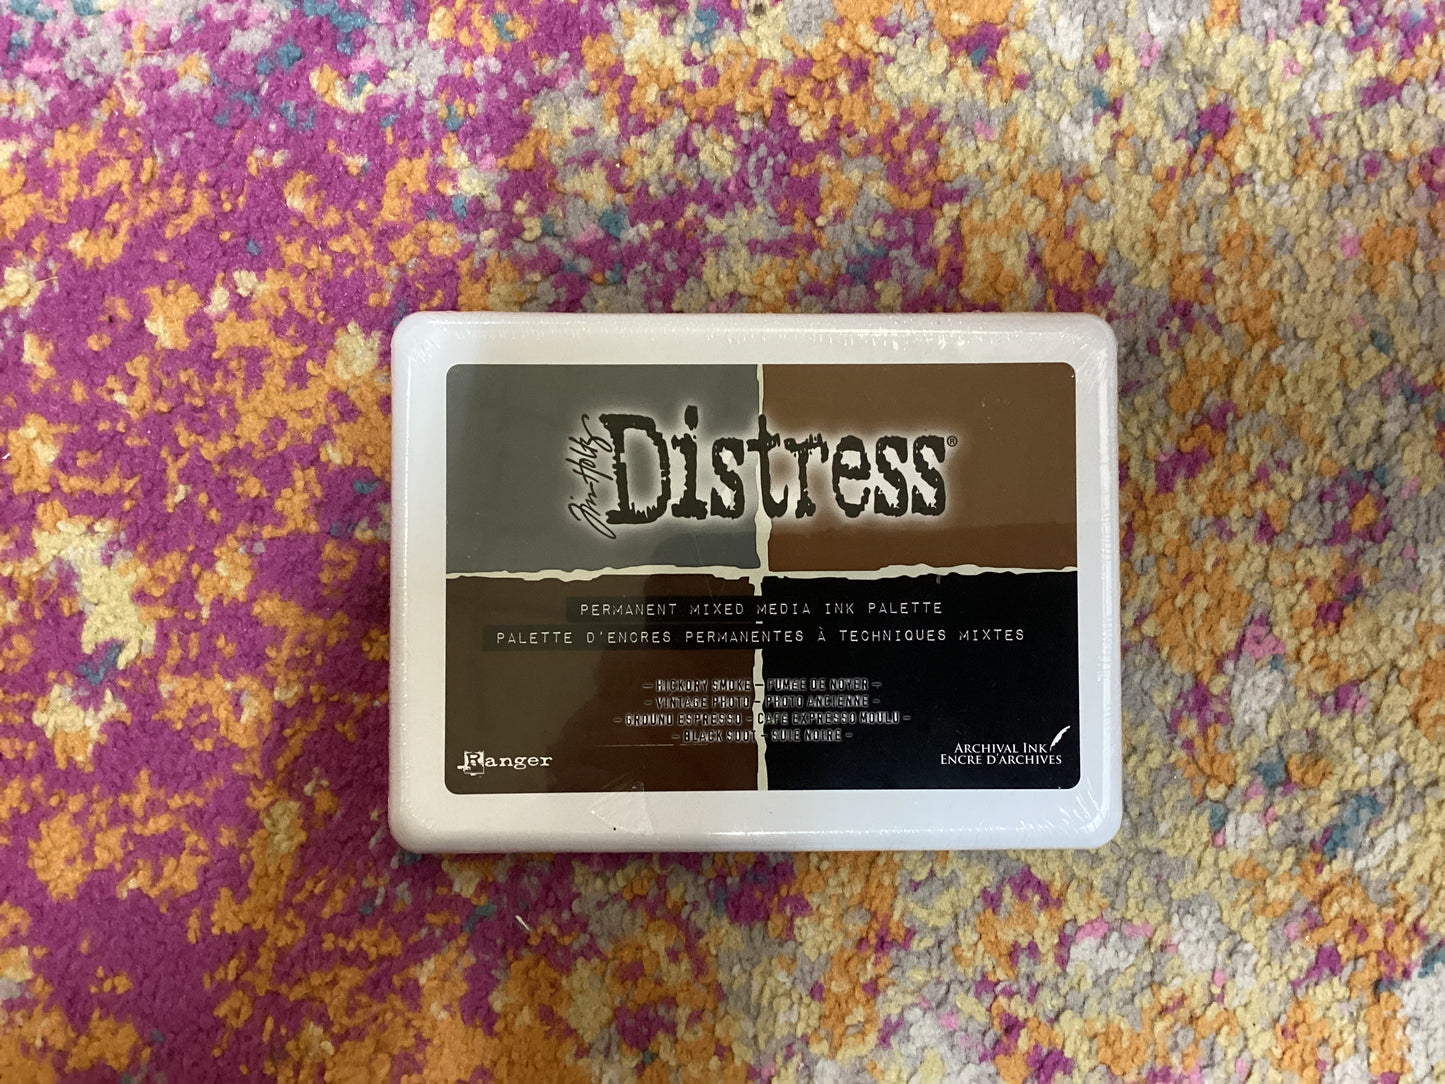 Tim Holtz Distress®
PERMANENT MIXED MEDIA INK PALETTE
PALETTE D'ENCRES PERMANENTES À TECHNIQUES MIXTES
- HICKORY SMOKE - FUMÉE DE NOYER -
- VINTAGE PHOTO - PHOTO ANCIENNE -
- GROUND ESPRESSO - CAFÉ EXPRESSO MOULU -
- BLACK SOOT - SUIE NOIRE -
Ranger
ARCHIVAL INK
ENCRE D'ARCHIVES